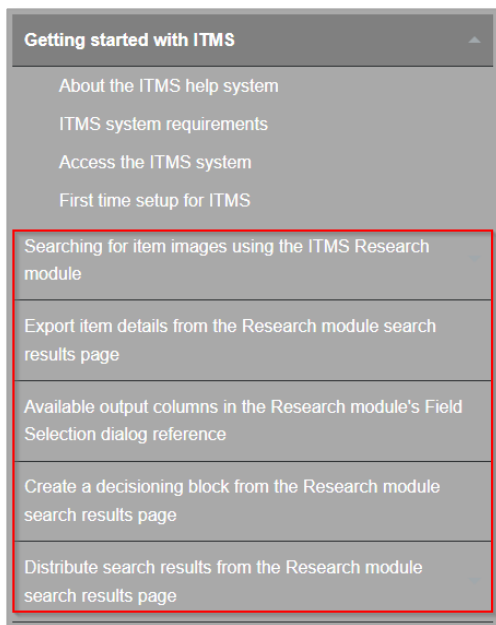 Getting started with ITMS
About the ITMS help system
ITMS system requirements
Access the ITMS system
First time setup for ITMS
Searching for item images using the ITMS Research
module
Export item details from the Research module search
results page
Available output columns in the Research module's Field
Selection dialog reference
Create a decisioning block from the Research module
search results page
Distribute search results from the Research module
search results page